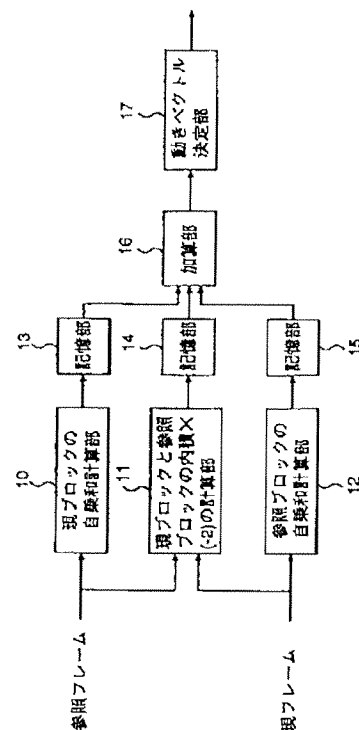 参照フレーム
現フレーム
10
現ブロックの
自乗和計算部
11
現ブロックと参照
ブロックの内積×
(-2)の計算部
12
参照ブロックの
自乗和計算部
13
記憶部
14
記憶部
15
記憶部
16
加算部
17
動きベクトル
決定部